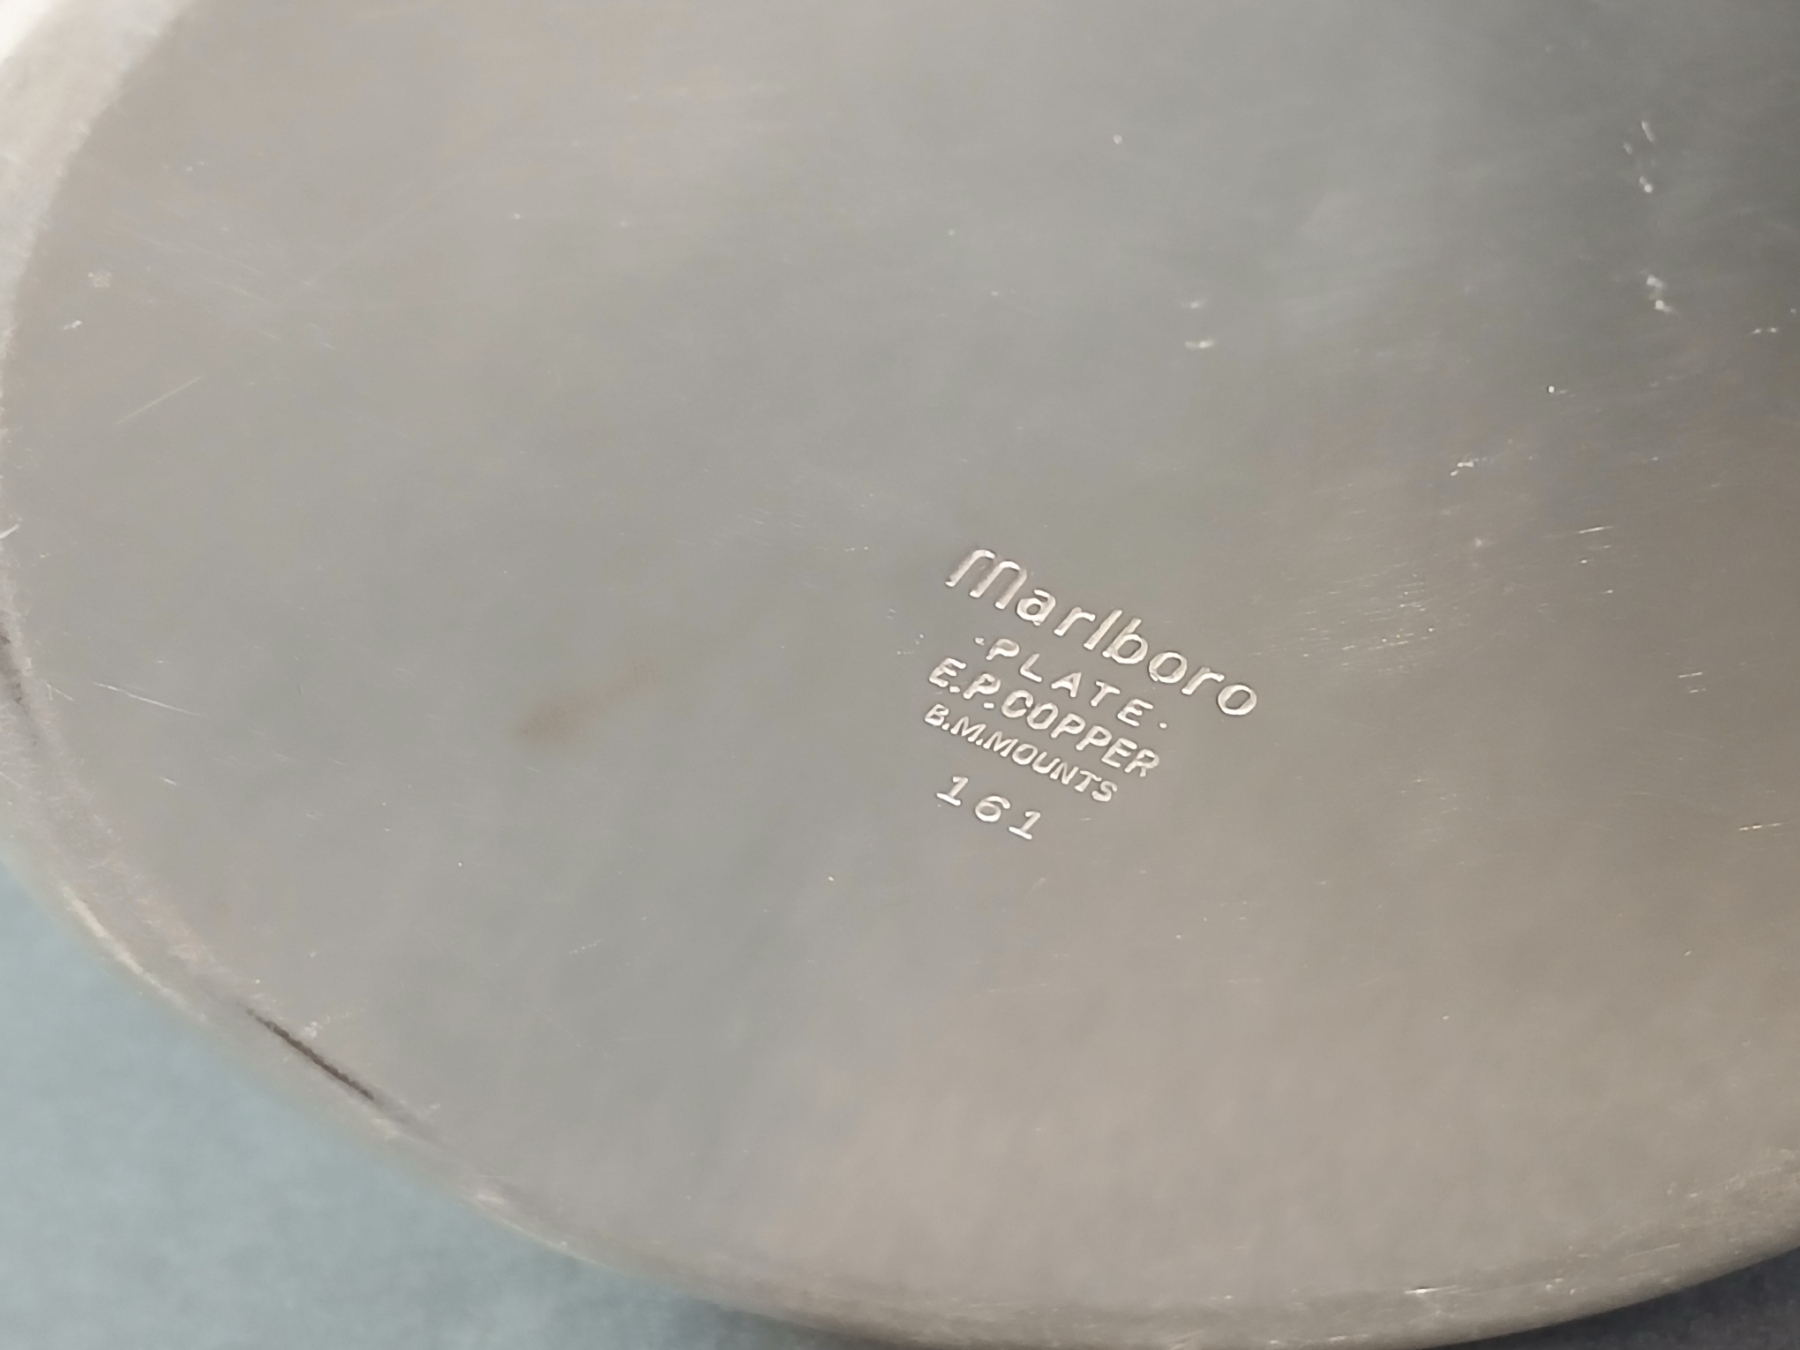 Marlboro
·PLATE·
E.P.COPPER
B.M.MOUNTS
161